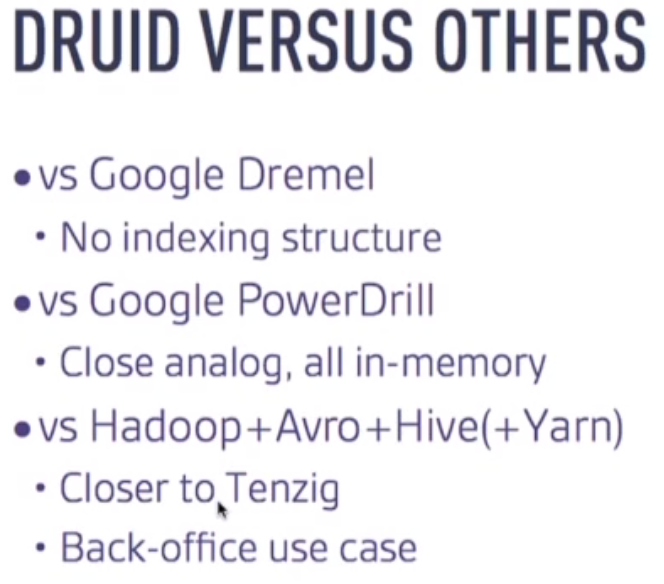 DRUID VERSUS OTHERS
• vs Google Dremel
• No indexing structure
• vs Google PowerDrill
• Close analog, all in-memory
• vs Hadoop+Avro+Hive(+Yarn)
• Closer to Tenzig
• Back-office use case